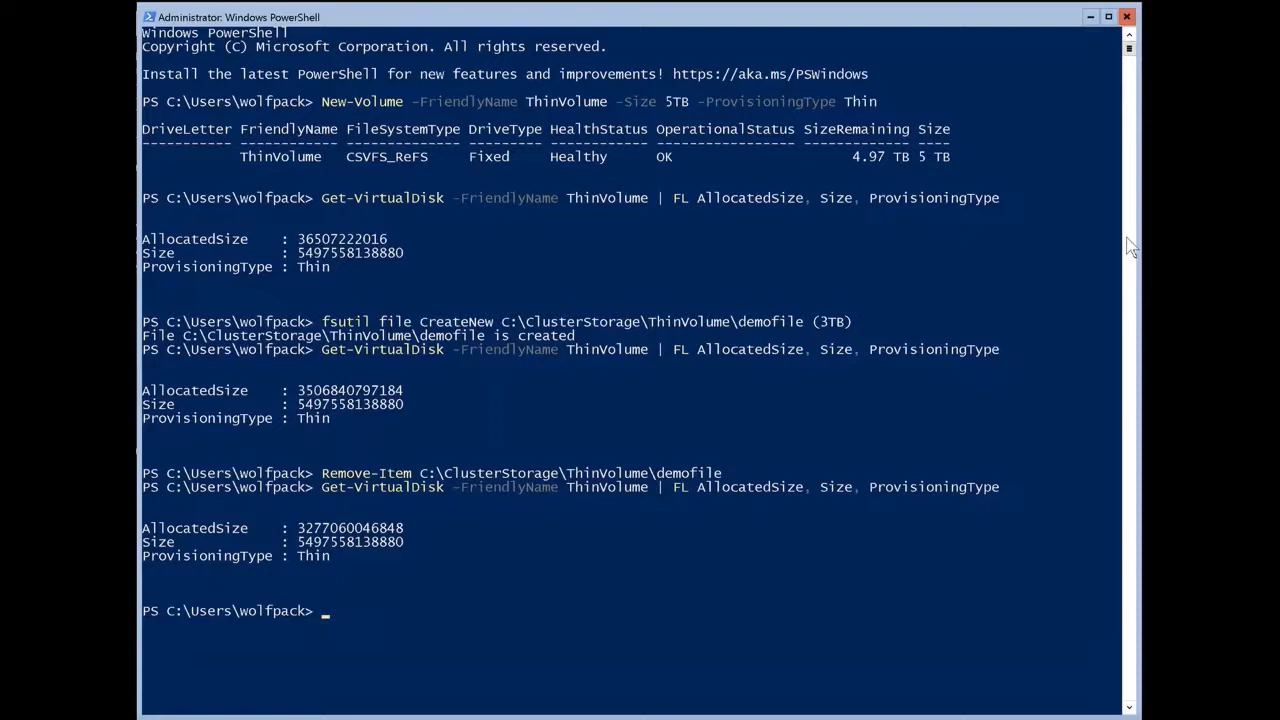 Administrator: Windows PowerShell
Windows PowerShell
Copyright (C) Microsoft Corporation. All rights reserved.
Install the latest PowerShell for new features and improvements! https://aka.ms/PSWindows
PS C:\Users\wolfpack> New-Volume -FriendlyName ThinVolume -Size 5TB -ProvisioningType Thin
DriveLetter FriendlyName FileSystemType DriveType HealthStatus OperationalStatus SizeRemaining Size
----------- ------------ -------------- --------- ------------ ----------------- ------------- ----
ThinVolume CSVFS_ReFS Fixed Healthy OK 4.97 TB 5 TB
PS C:\Users\wolfpack> Get-VirtualDisk -FriendlyName ThinVolume | FL AllocatedSize, Size, ProvisioningType
AllocatedSize : 36507222016
Size : 5497558138880
ProvisioningType : Thin
PS C:\Users\wolfpack> fsutil file CreateNew C:\ClusterStorage\ThinVolume\demofile (3TB)
File C:\ClusterStorage\ThinVolume\demofile is created
PS C:\Users\wolfpack> Get-VirtualDisk -FriendlyName ThinVolume | FL AllocatedSize, Size, ProvisioningType
AllocatedSize : 3506840797184
Size : 5497558138880
ProvisioningType : Thin
PS C:\Users\wolfpack> Remove-Item C:\ClusterStorage\ThinVolume\demofile
PS C:\Users\wolfpack> Get-VirtualDisk -FriendlyName ThinVolume | FL AllocatedSize, Size, ProvisioningType
AllocatedSize : 3277060046848
Size : 5497558138880
ProvisioningType : Thin
PS C:\Users\wolfpack> _